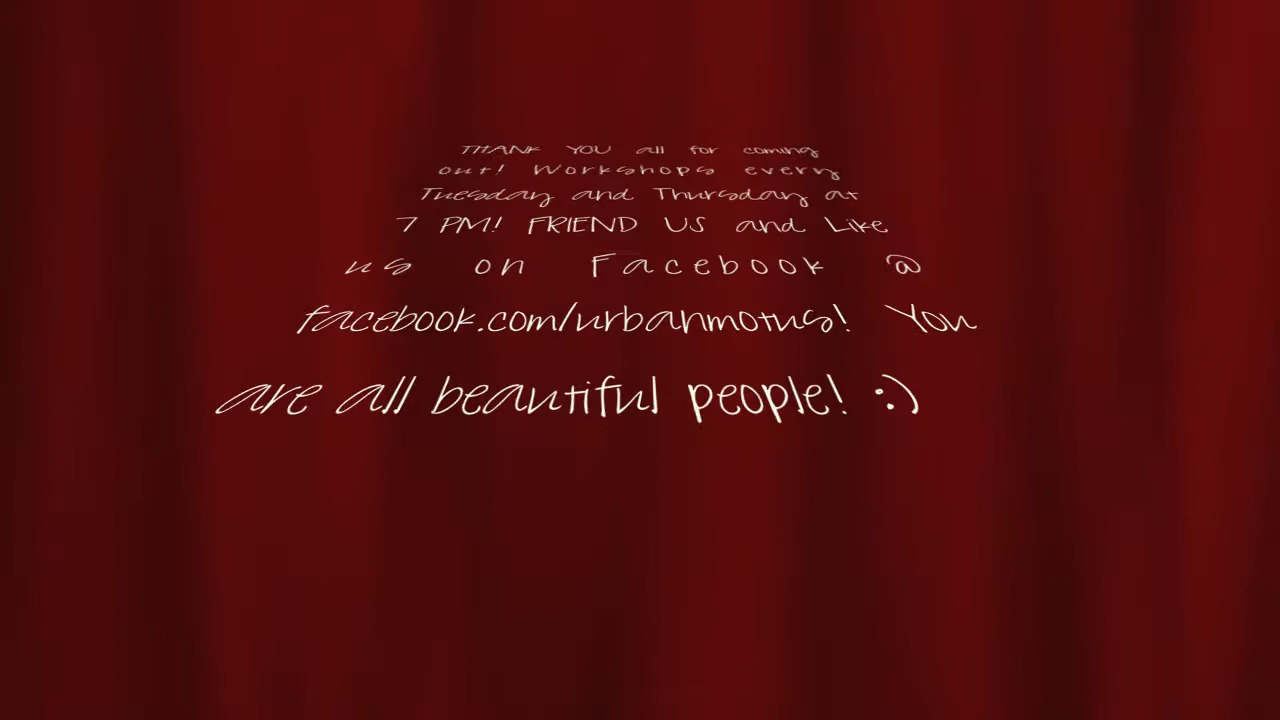 THANK YOU all for coming
out! Workshops every
Tuesday and Thursday at
7 PM! FRIEND US and Like
us on Facebook @
facebook.com/urbanmotus! You
are all beautiful people! :)